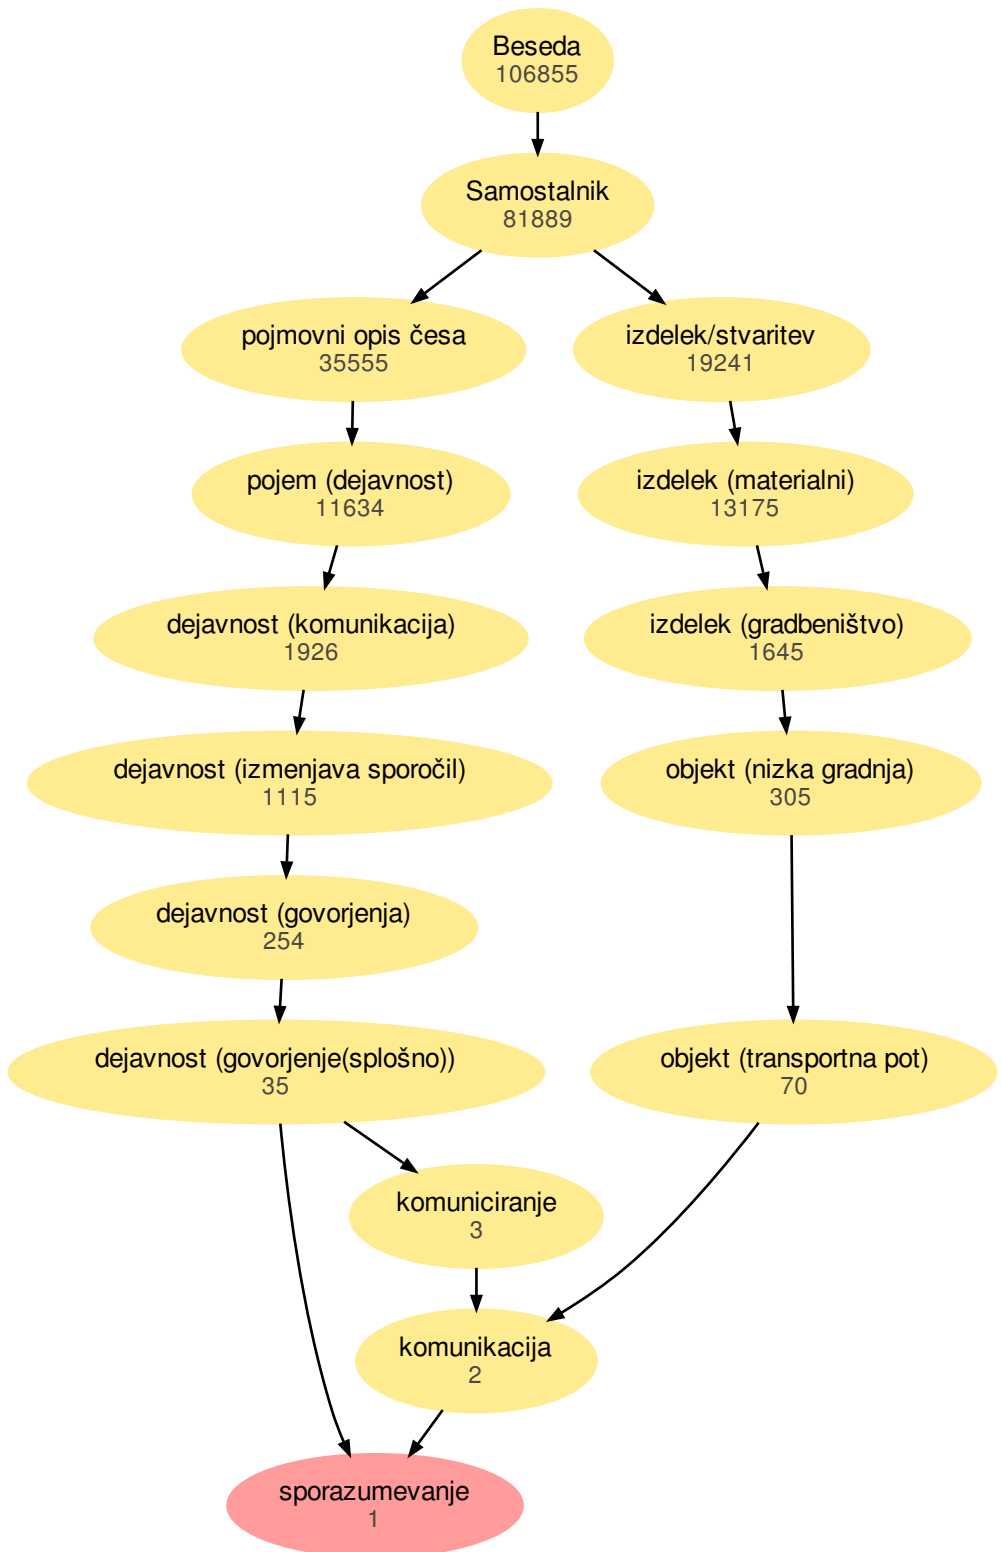 Beseda
106855
Samostalnik
81889
pojmovni opis česa
35555
izdelek/stvaritev
19241
pojem (dejavnost)
11634
izdelek (materialni)
13175
dejavnost (komunikacija)
1926
izdelek (gradbeništvo)
1645
dejavnost (izmenjava sporočil)
1115
objekt (nizka gradnja)
305
dejavnost (govorjenja)
254
dejavnost (govorjenje(splošno))
35
objekt (transportna pot)
70
komuniciranje
3
komunikacija
2
sporazumevanje
1